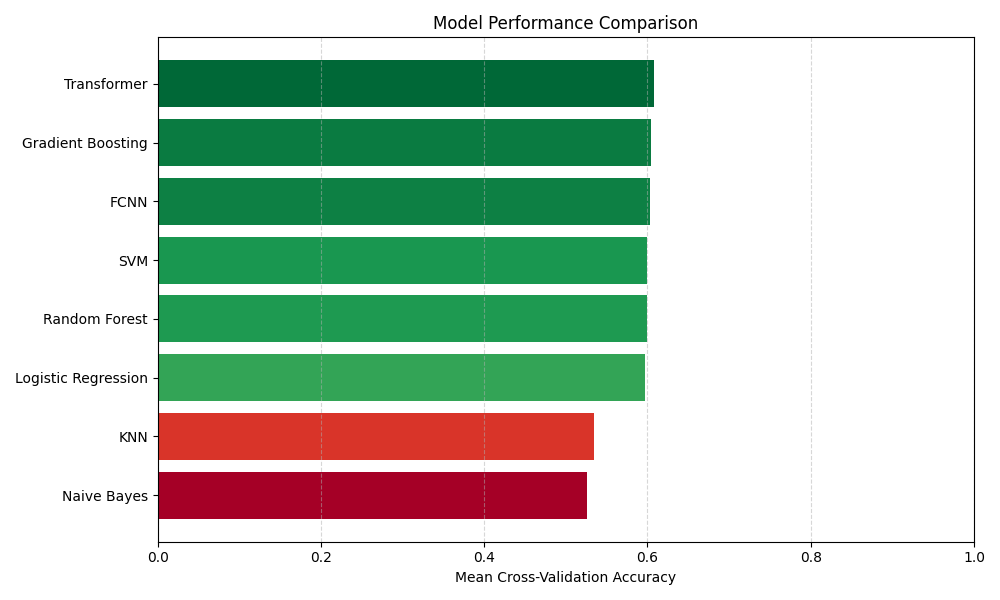 Model Performance Comparison
Transformer
Gradient Boosting
FCNN
SVM
Random Forest
Logistic Regression
KNN
Naive Bayes
0.0 0.2 0.4 0.6 0.8 1.0
Mean Cross-Validation Accuracy